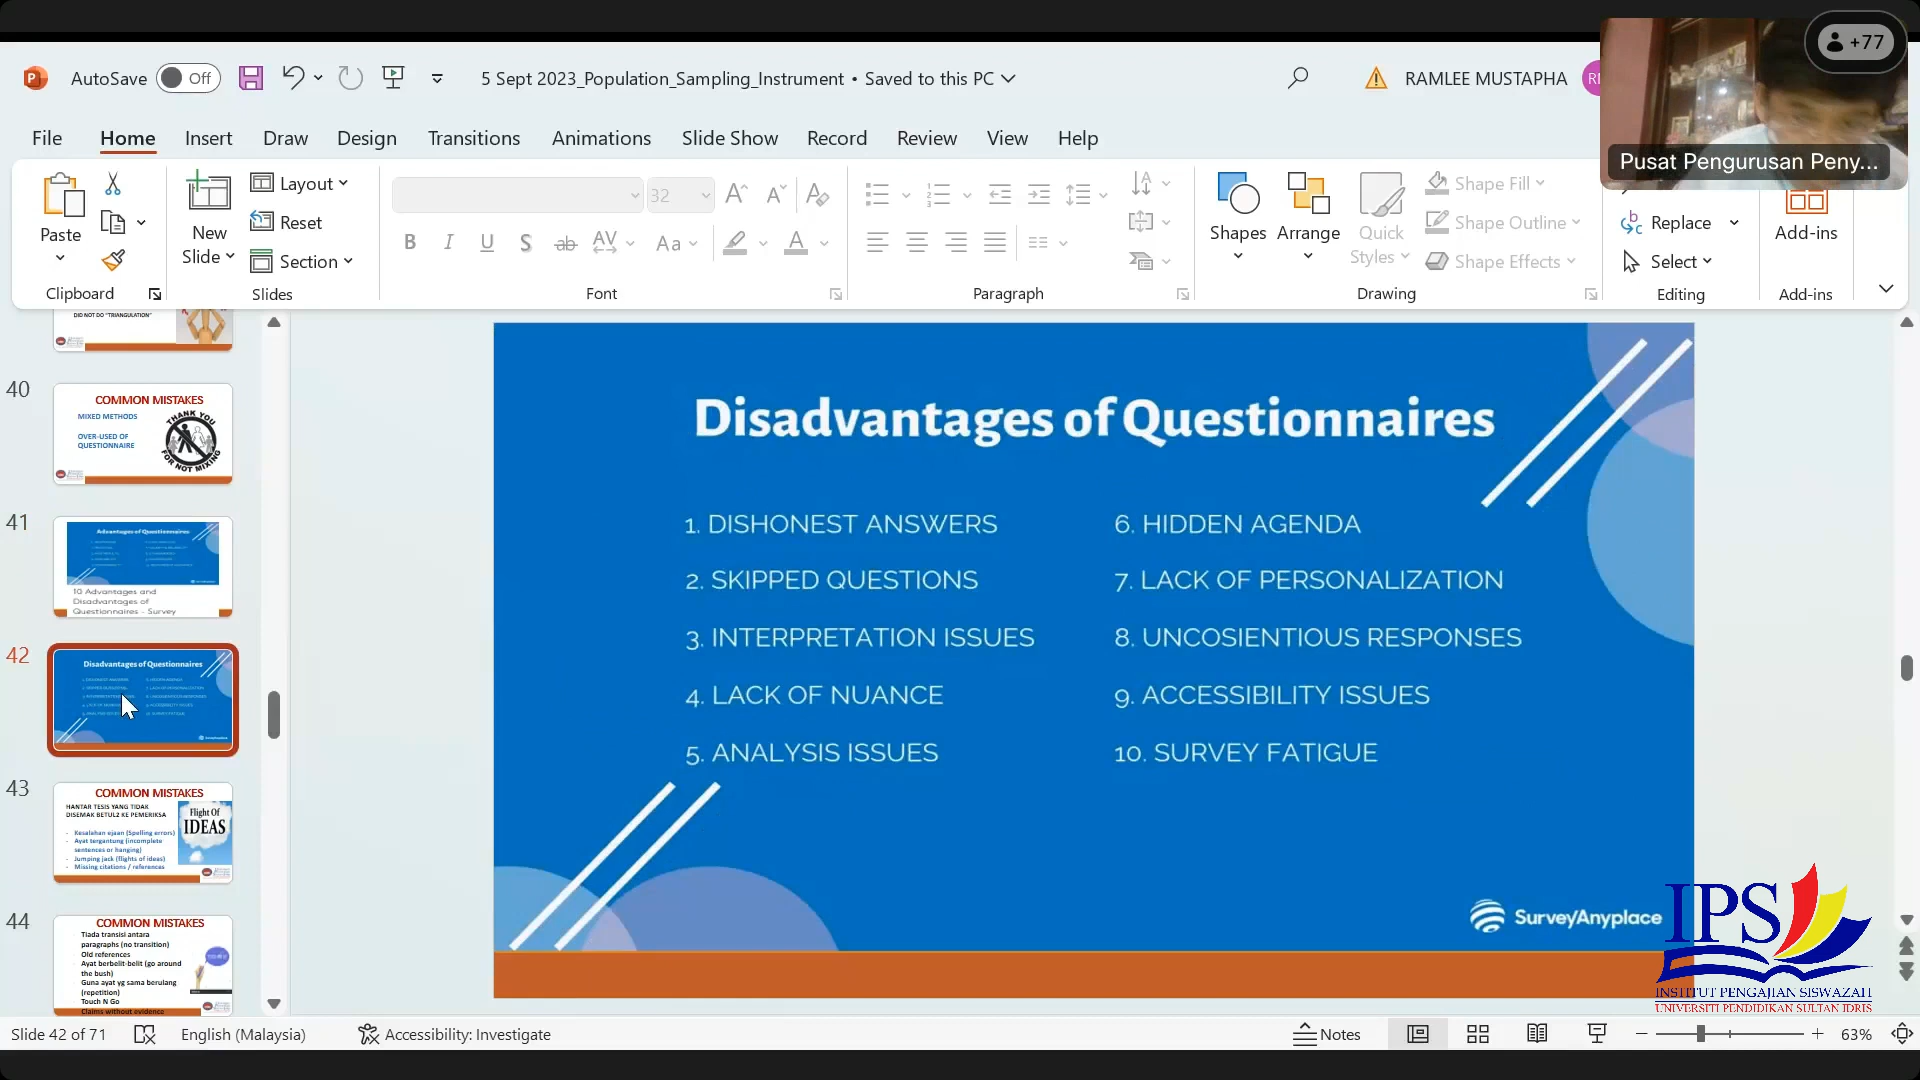 +77
AutoSave Off
5 Sept 2023_Population_Sampling_Instrument • Saved to this PC
RAMLEE MUSTAPHA
Pusat Pengurusan Peny...
File Home Insert Draw Design Transitions Animations Slide Show Record Review View Help
Paste
Clipboard
New Slide
Layout
Reset
Section
Slides
32
Font
Paragraph
Shapes
Arrange
Quick Styles
Shape Fill
Shape Outline
Shape Effects
Drawing
Replace
Select
Editing
Add-ins
Add-ins
DID NOT DO "TRIANGULATION"
40
COMMON MISTAKES
MIXED METHODS
OVER-USED OF
QUESTIONNAIRE
THANK YOU
FOR NOT MIXING
41
Advantages of Questionnaires
10 Advantages and
Disadvantages of
Questionnaires - Survey
42
Disadvantages of Questionnaires
43
COMMON MISTAKES
HANTAR TESIS YANG TIDAK
DISEMAK BETUL2 KE PEMERIKSA
- Kesalahan ejaan (Spelling errors)
- Ayat tergantung (incomplete
sentences or hanging)
- Jumping jack (flights of ideas)
- Missing citations / references
Flight Of
IDEAS
44
COMMON MISTAKES
Tiada transisi antara
paragraphs (no transition)
Old references
Ayat berbelit-belit (go around
the bush)
Guna ayat yg sama berulang
(repetition)
Touch N Go
Claims without evidence
Disadvantages of Questionnaires
1. DISHONEST ANSWERS
2. SKIPPED QUESTIONS
3. INTERPRETATION ISSUES
4. LACK OF NUANCE
5. ANALYSIS ISSUES
6. HIDDEN AGENDA
7. LACK OF PERSONALIZATION
8. UNCOSIENTIOUS RESPONSES
9. ACCESSIBILITY ISSUES
10. SURVEY FATIGUE
SurveyAnyplace
IPS
INSTITUT PENGAJIAN SISWAZAH
UNIVERSITI PENDIDIKAN SULTAN IDRIS
Slide 42 of 71
English (Malaysia)
Accessibility: Investigate
Notes
63%